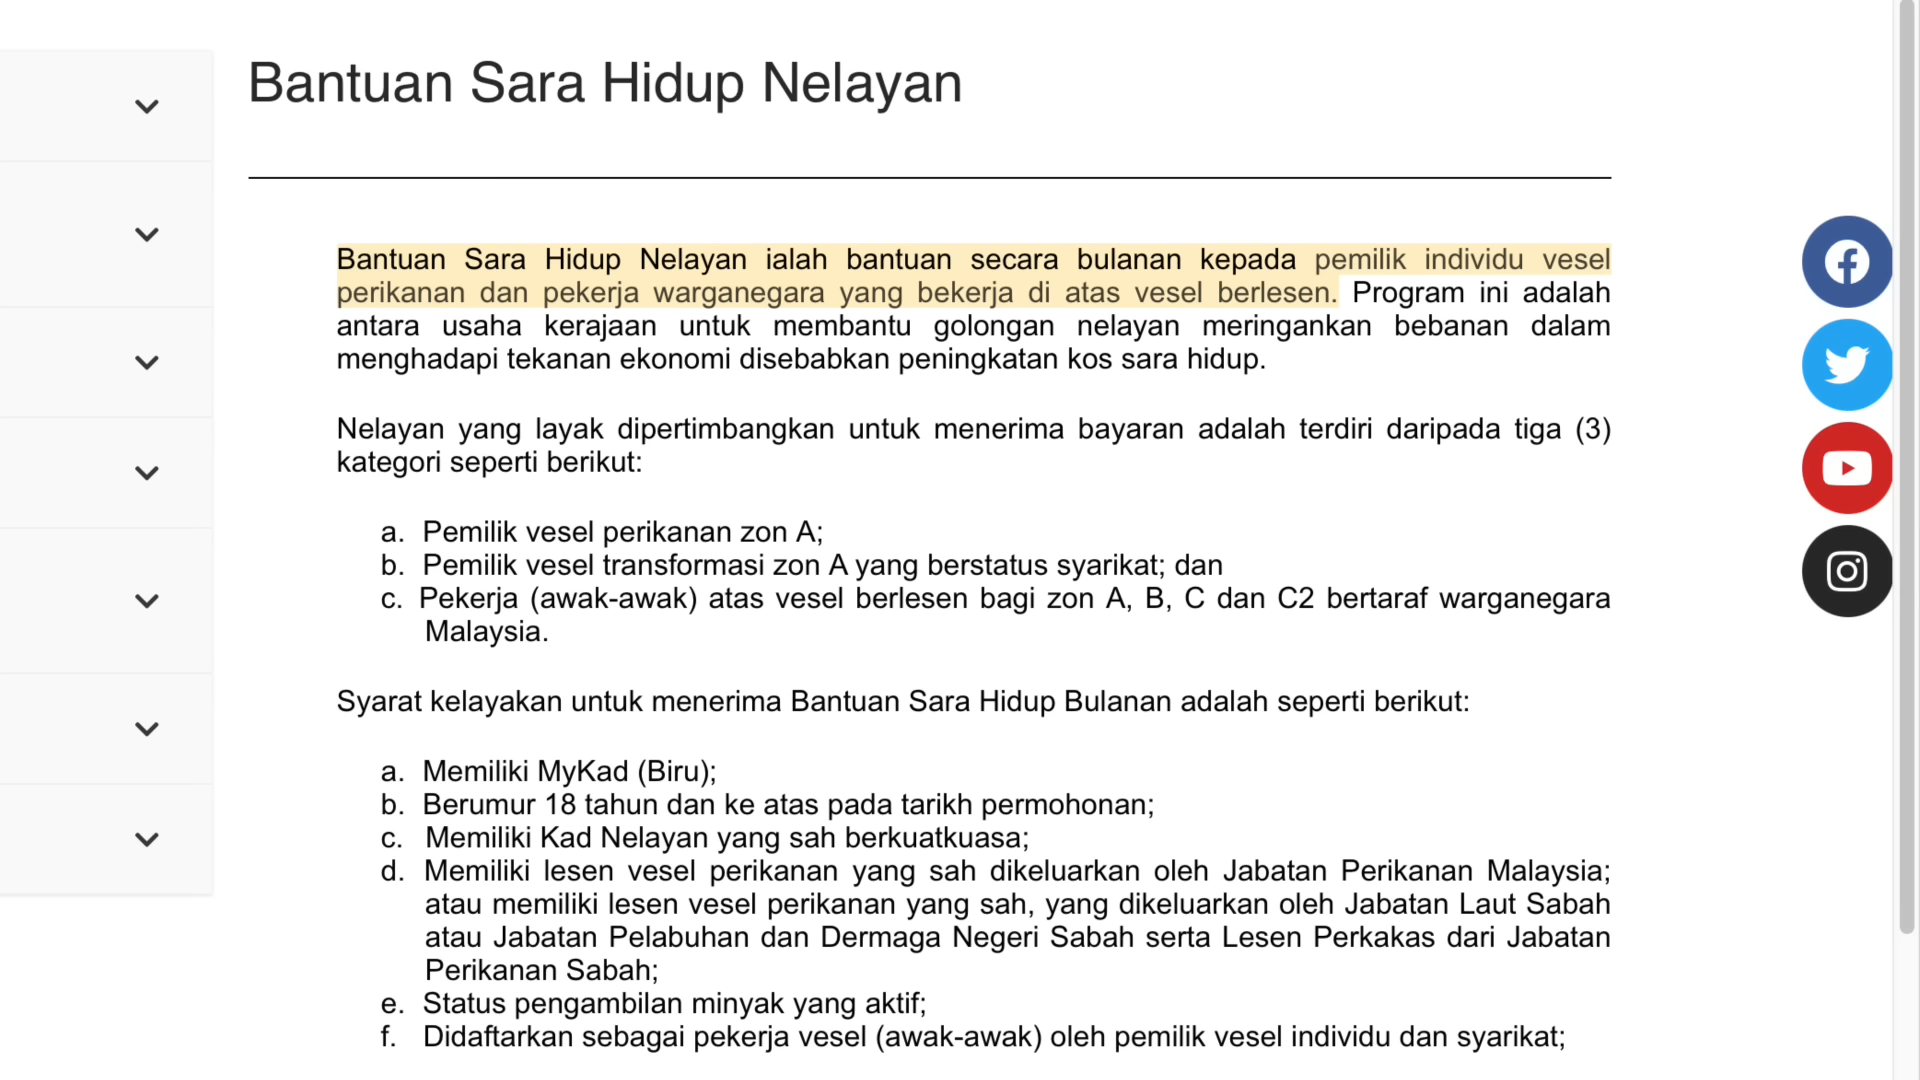 Bantuan Sara Hidup Nelayan
Bantuan Sara Hidup Nelayan ialah bantuan secara bulanan kepada pemilik individu vesel
perikanan dan pekerja warganegara yang bekerja di atas vesel berlesen. Program ini adalah
antara usaha kerajaan untuk membantu golongan nelayan meringankan bebanan dalam
menghadapi tekanan ekonomi disebabkan peningkatan kos sara hidup.
Nelayan yang layak dipertimbangkan untuk menerima bayaran adalah terdiri daripada tiga (3)
kategori seperti berikut:
a. Pemilik vesel perikanan zon A;
b. Pemilik vesel transformasi zon A yang berstatus syarikat; dan
c. Pekerja (awak-awak) atas vesel berlesen bagi zon A, B, C dan C2 bertaraf warganegara
Malaysia.
Syarat kelayakan untuk menerima Bantuan Sara Hidup Bulanan adalah seperti berikut:
a. Memiliki MyKad (Biru);
b. Berumur 18 tahun dan ke atas pada tarikh permohonan;
c. Memiliki Kad Nelayan yang sah berkuatkuasa;
d. Memiliki lesen vesel perikanan yang sah dikeluarkan oleh Jabatan Perikanan Malaysia;
atau memiliki lesen vesel perikanan yang sah, yang dikeluarkan oleh Jabatan Laut Sabah
atau Jabatan Pelabuhan dan Dermaga Negeri Sabah serta Lesen Perkakas dari Jabatan
Perikanan Sabah;
e. Status pengambilan minyak yang aktif;
f. Didaftarkan sebagai pekerja vesel (awak-awak) oleh pemilik vesel individu dan syarikat;